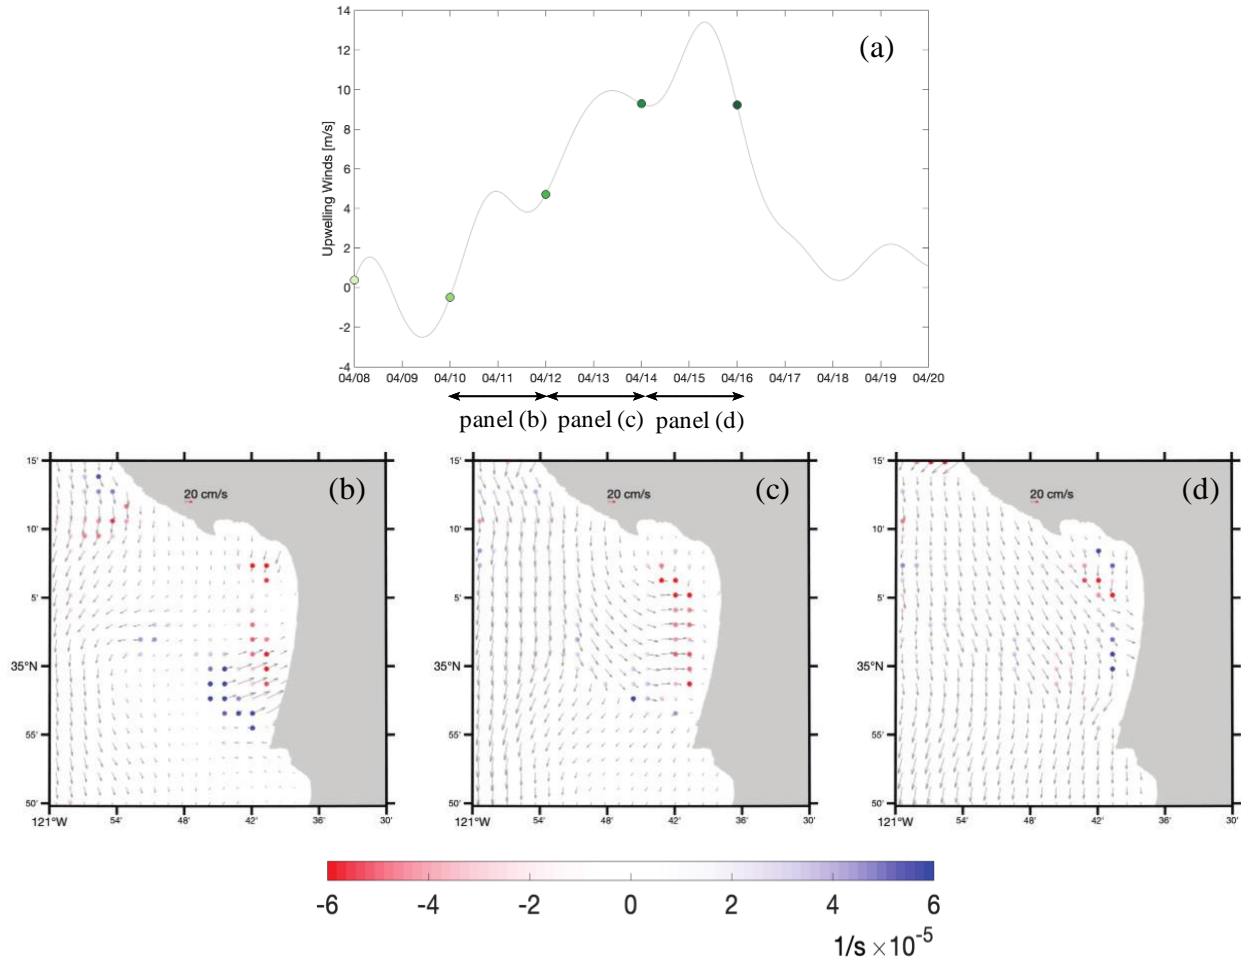 14
12
10
8
6
4
2
0
-2
-4
Upwelling Winds [m/s]
(a)
04/08 04/09 04/10 04/11 04/12 04/13 04/14 04/15 04/16 04/17 04/18 04/19 04/20
panel (b) panel (c) panel (d)
15'
10'
5'
35°N
55'
50'
121°W 54' 48' 42' 36' 30'
20 cm/s
(b)
15'
10'
5'
35°N
55'
50'
121°W 54' 48' 42' 36' 30'
20 cm/s
(c)
15'
10'
5'
35°N
55'
50'
121°W 54' 48' 42' 36' 30'
20 cm/s
(d)
-6 -4 -2 0 2 4 6
1/s ×10⁻⁵